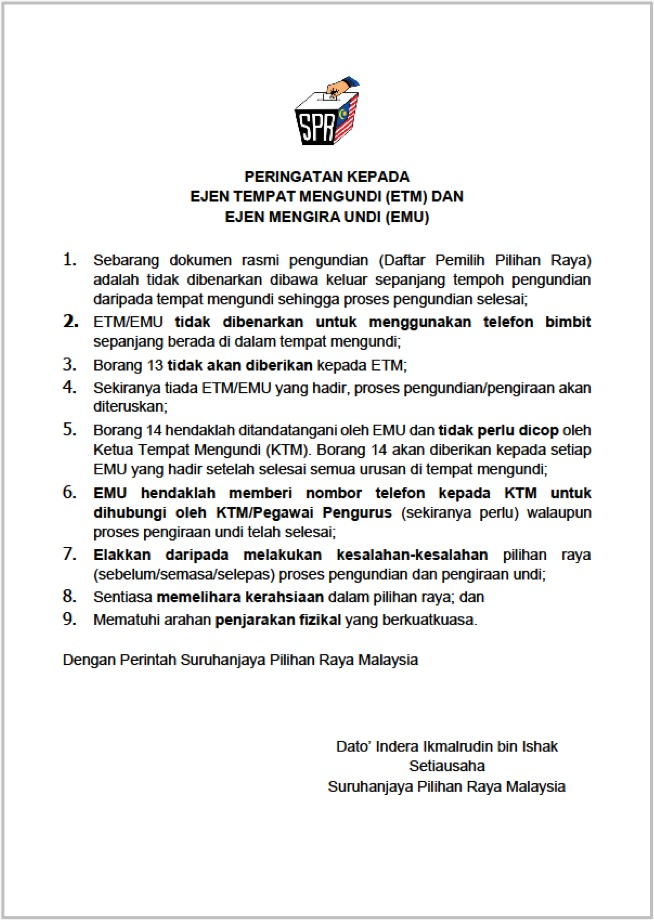 SPR
PERINGATAN KEPADA
EJEN TEMPAT MENGUNDI (ETM) DAN
EJEN MENGIRA UNDI (EMU)
1. Sebarang dokumen rasmi pengundian (Daftar Pemilih Pilihan Raya)
adalah tidak dibenarkan dibawa keluar sepanjang tempoh pengundian
daripada tempat mengundi sehingga proses pengundian selesai;
2. ETM/EMU tidak dibenarkan untuk menggunakan telefon bimbit
sepanjang berada di dalam tempat mengundi;
3. Borang 13 tidak akan diberikan kepada ETM;
4. Sekiranya tiada ETM/EMU yang hadir, proses pengundian/pengiraan akan
diteruskan;
5. Borang 14 hendaklah ditandatangani oleh EMU dan tidak perlu dicop oleh
Ketua Tempat Mengundi (KTM). Borang 14 akan diberikan kepada setiap
EMU yang hadir setelah selesai semua urusan di tempat mengundi;
6. EMU hendaklah memberi nombor telefon kepada KTM untuk
dihubungi oleh KTM/Pegawai Pengurus (sekiranya perlu) walaupun
proses pengiraan undi telah selesai;
7. Elakkan daripada melakukan kesalahan-kesalahan pilihan raya
(sebelum/semasa/selepas) proses pengundian dan pengiraan undi;
8. Sentiasa memelihara kerahsiaan dalam pilihan raya; dan
9. Mematuhi arahan penjarakan fizikal yang berkuatkuasa.
Dengan Perintah Suruhanjaya Pilihan Raya Malaysia
Dato’ Indera Ikmalrudin bin Ishak
Setiausaha
Suruhanjaya Pilihan Raya Malaysia